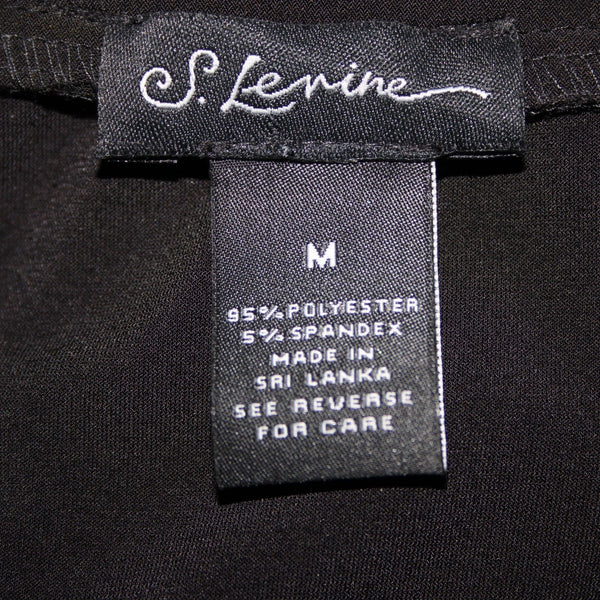 S. Levine
M
95% POLYESTER
5% SPANDEX
MADE IN
SRI LANKA
SEE REVERSE
FOR CARE